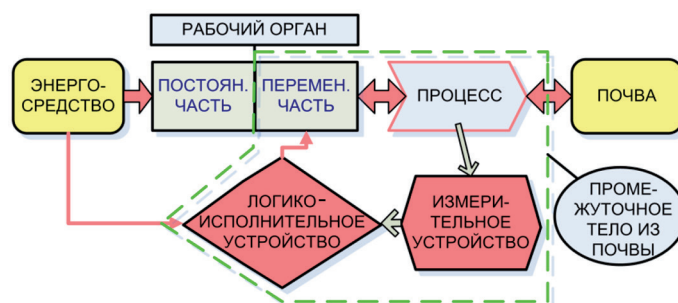 РАБОЧИЙ ОРГАН
ЭНЕРГО-
СРЕДСТВО
ПОСТОЯН.
ЧАСТЬ
ПЕРЕМЕН.
ЧАСТЬ
ПРОЦЕСС
ПОЧВА
ЛОГИКО-
ИСПОЛНИТЕЛЬНОЕ
УСТРОЙСТВО
ИЗМЕРИ-
ТЕЛЬНОЕ
УСТРОЙСТВО
ПРОМЕ-
ЖУТОЧНОЕ
ТЕЛО ИЗ
ПОЧВЫ